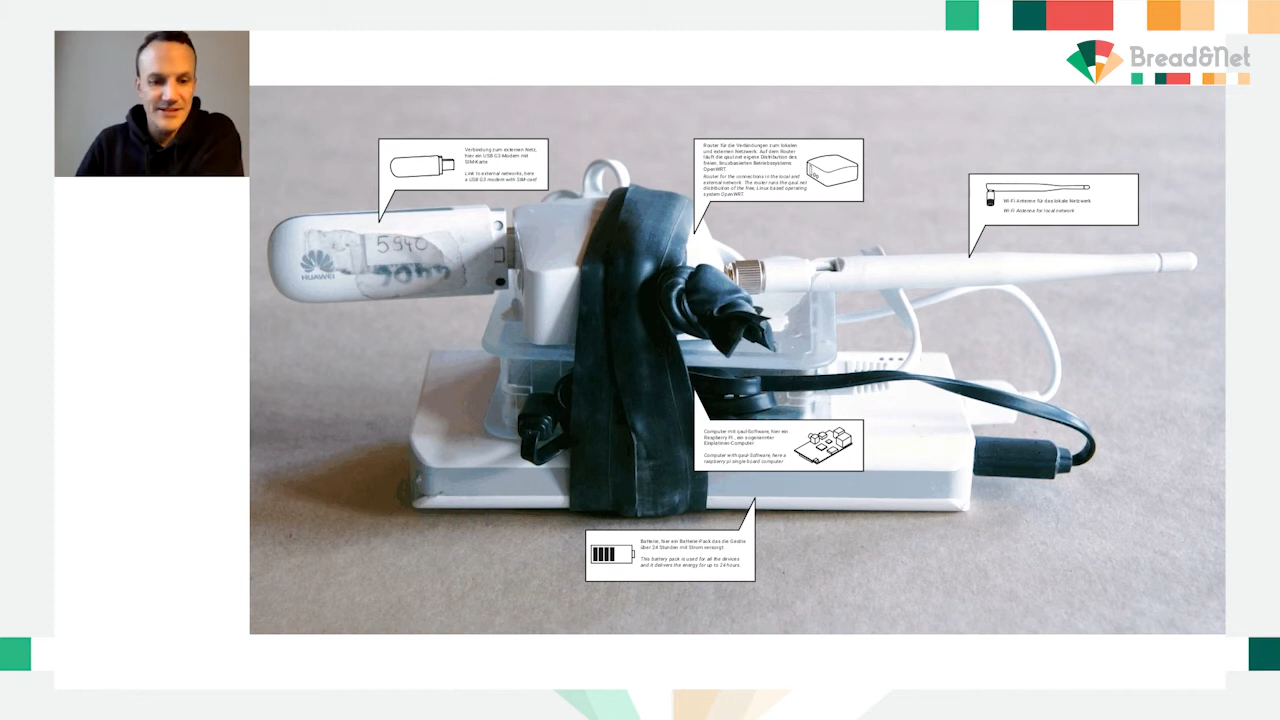 Bread&Net
Verbindung zum externen Netz,
hier ein USB G3 Modem mit
SIM-Karte
Link to external networks, here
a USB G3 modem with SIM-card
Router für die Verbindungen zum lokalen
und externen Netzwerk. Auf dem Router
läuft die qaul.net eigene Distribution des
freien, linuxbasierten Betriebsystems
OpenWRT.
Router for the connections in the local and
external network. The router runs the qaul.net
distribution of the free, Linux based operating
system OpenWRT.
Wi-Fi Antenne für das lokale Netzwerk
Wi-Fi Antenna for local network
5940
HUAWEI
Computer mit qaul-Software, hier ein
Raspberry Pi, ein sogenannter
Einplatinen-Computer
Computer with qaul-Software, here a
raspberry pi single board computer
Batterie, hier ein Batterie-Pack das die Geräte
über 24 Stunden mit Strom versorgt
This battery pack is used for all the devices
and it delivers the energy for up to 24 hours.